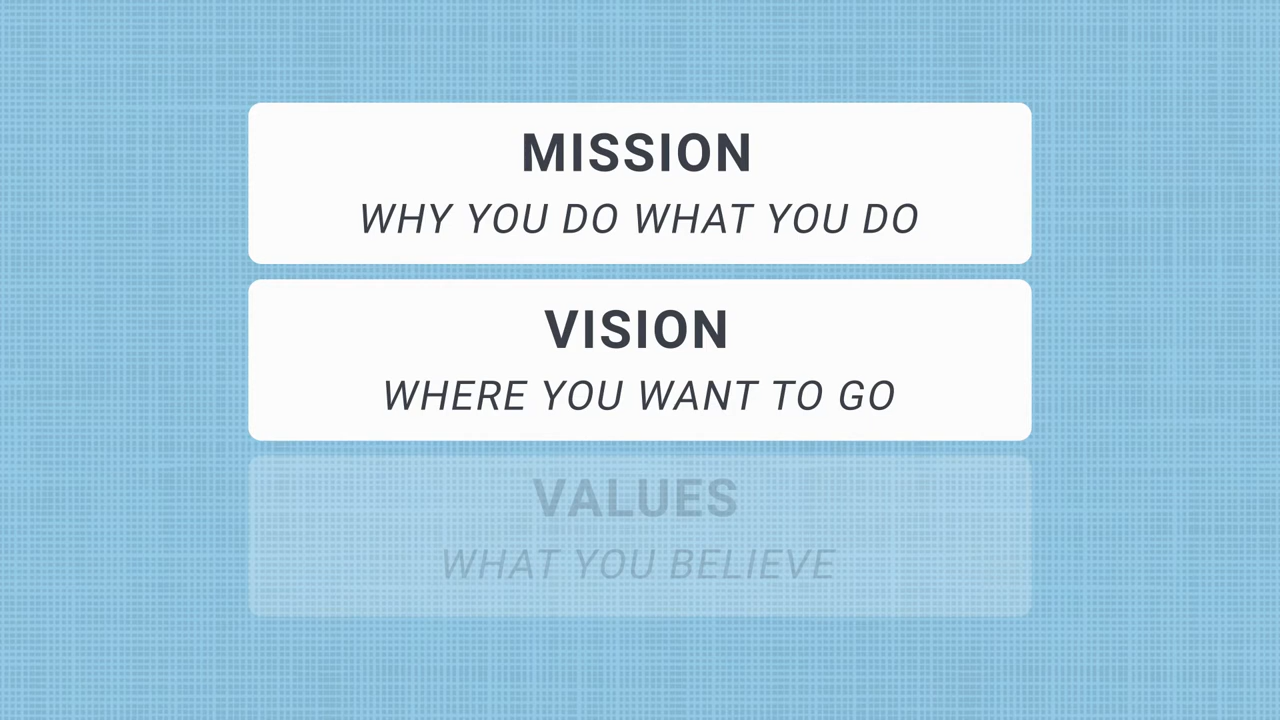 MISSION
WHY YOU DO WHAT YOU DO
VISION
WHERE YOU WANT TO GO
VALUES
WHAT YOU BELIEVE